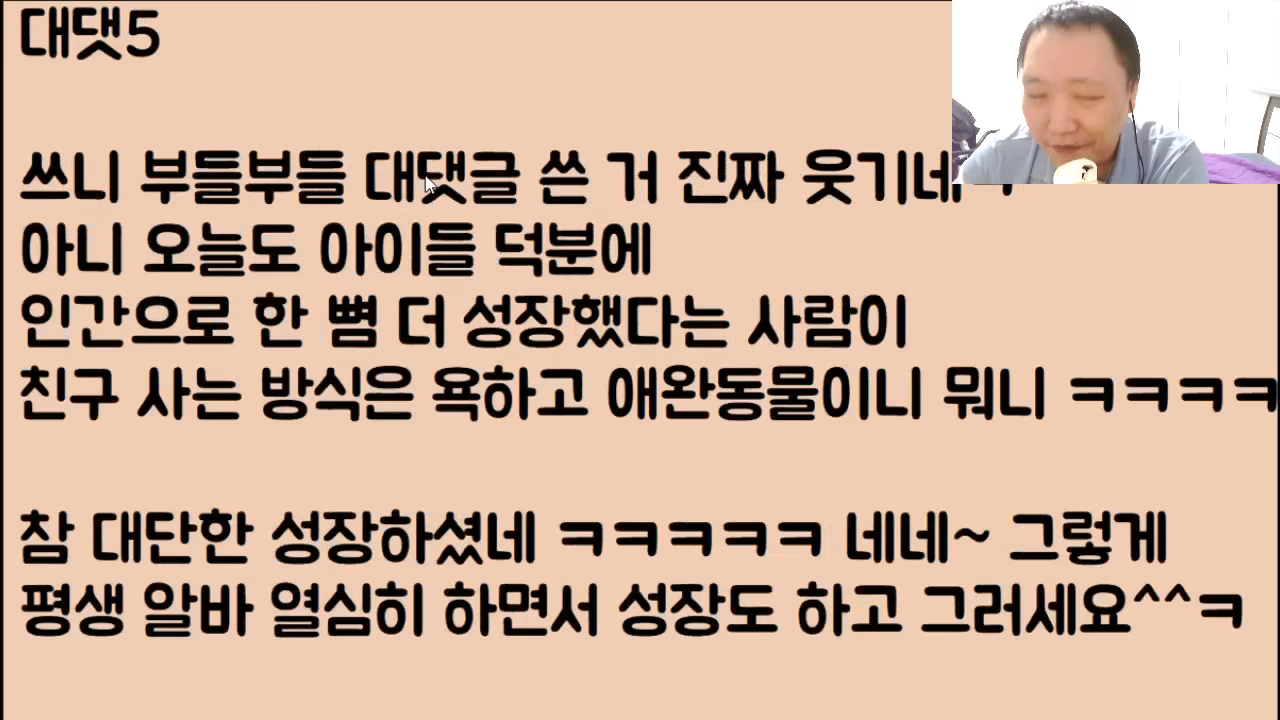 대댓5
쓰니 부들부들 대댓글 쓴 거 진짜 웃기네
아니 오늘도 아이들 덕분에
인간으로 한 뼘 더 성장했다는 사람이
친구 사는 방식은 욕하고 애완동물이니 뭐니 ㅋㅋㅋㅋ
참 대단한 성장하셨네 ㅋㅋㅋㅋㅋ 네네~ 그렇게
평생 알바 열심히 하면서 성장도 하고 그러세요^^ㅋ